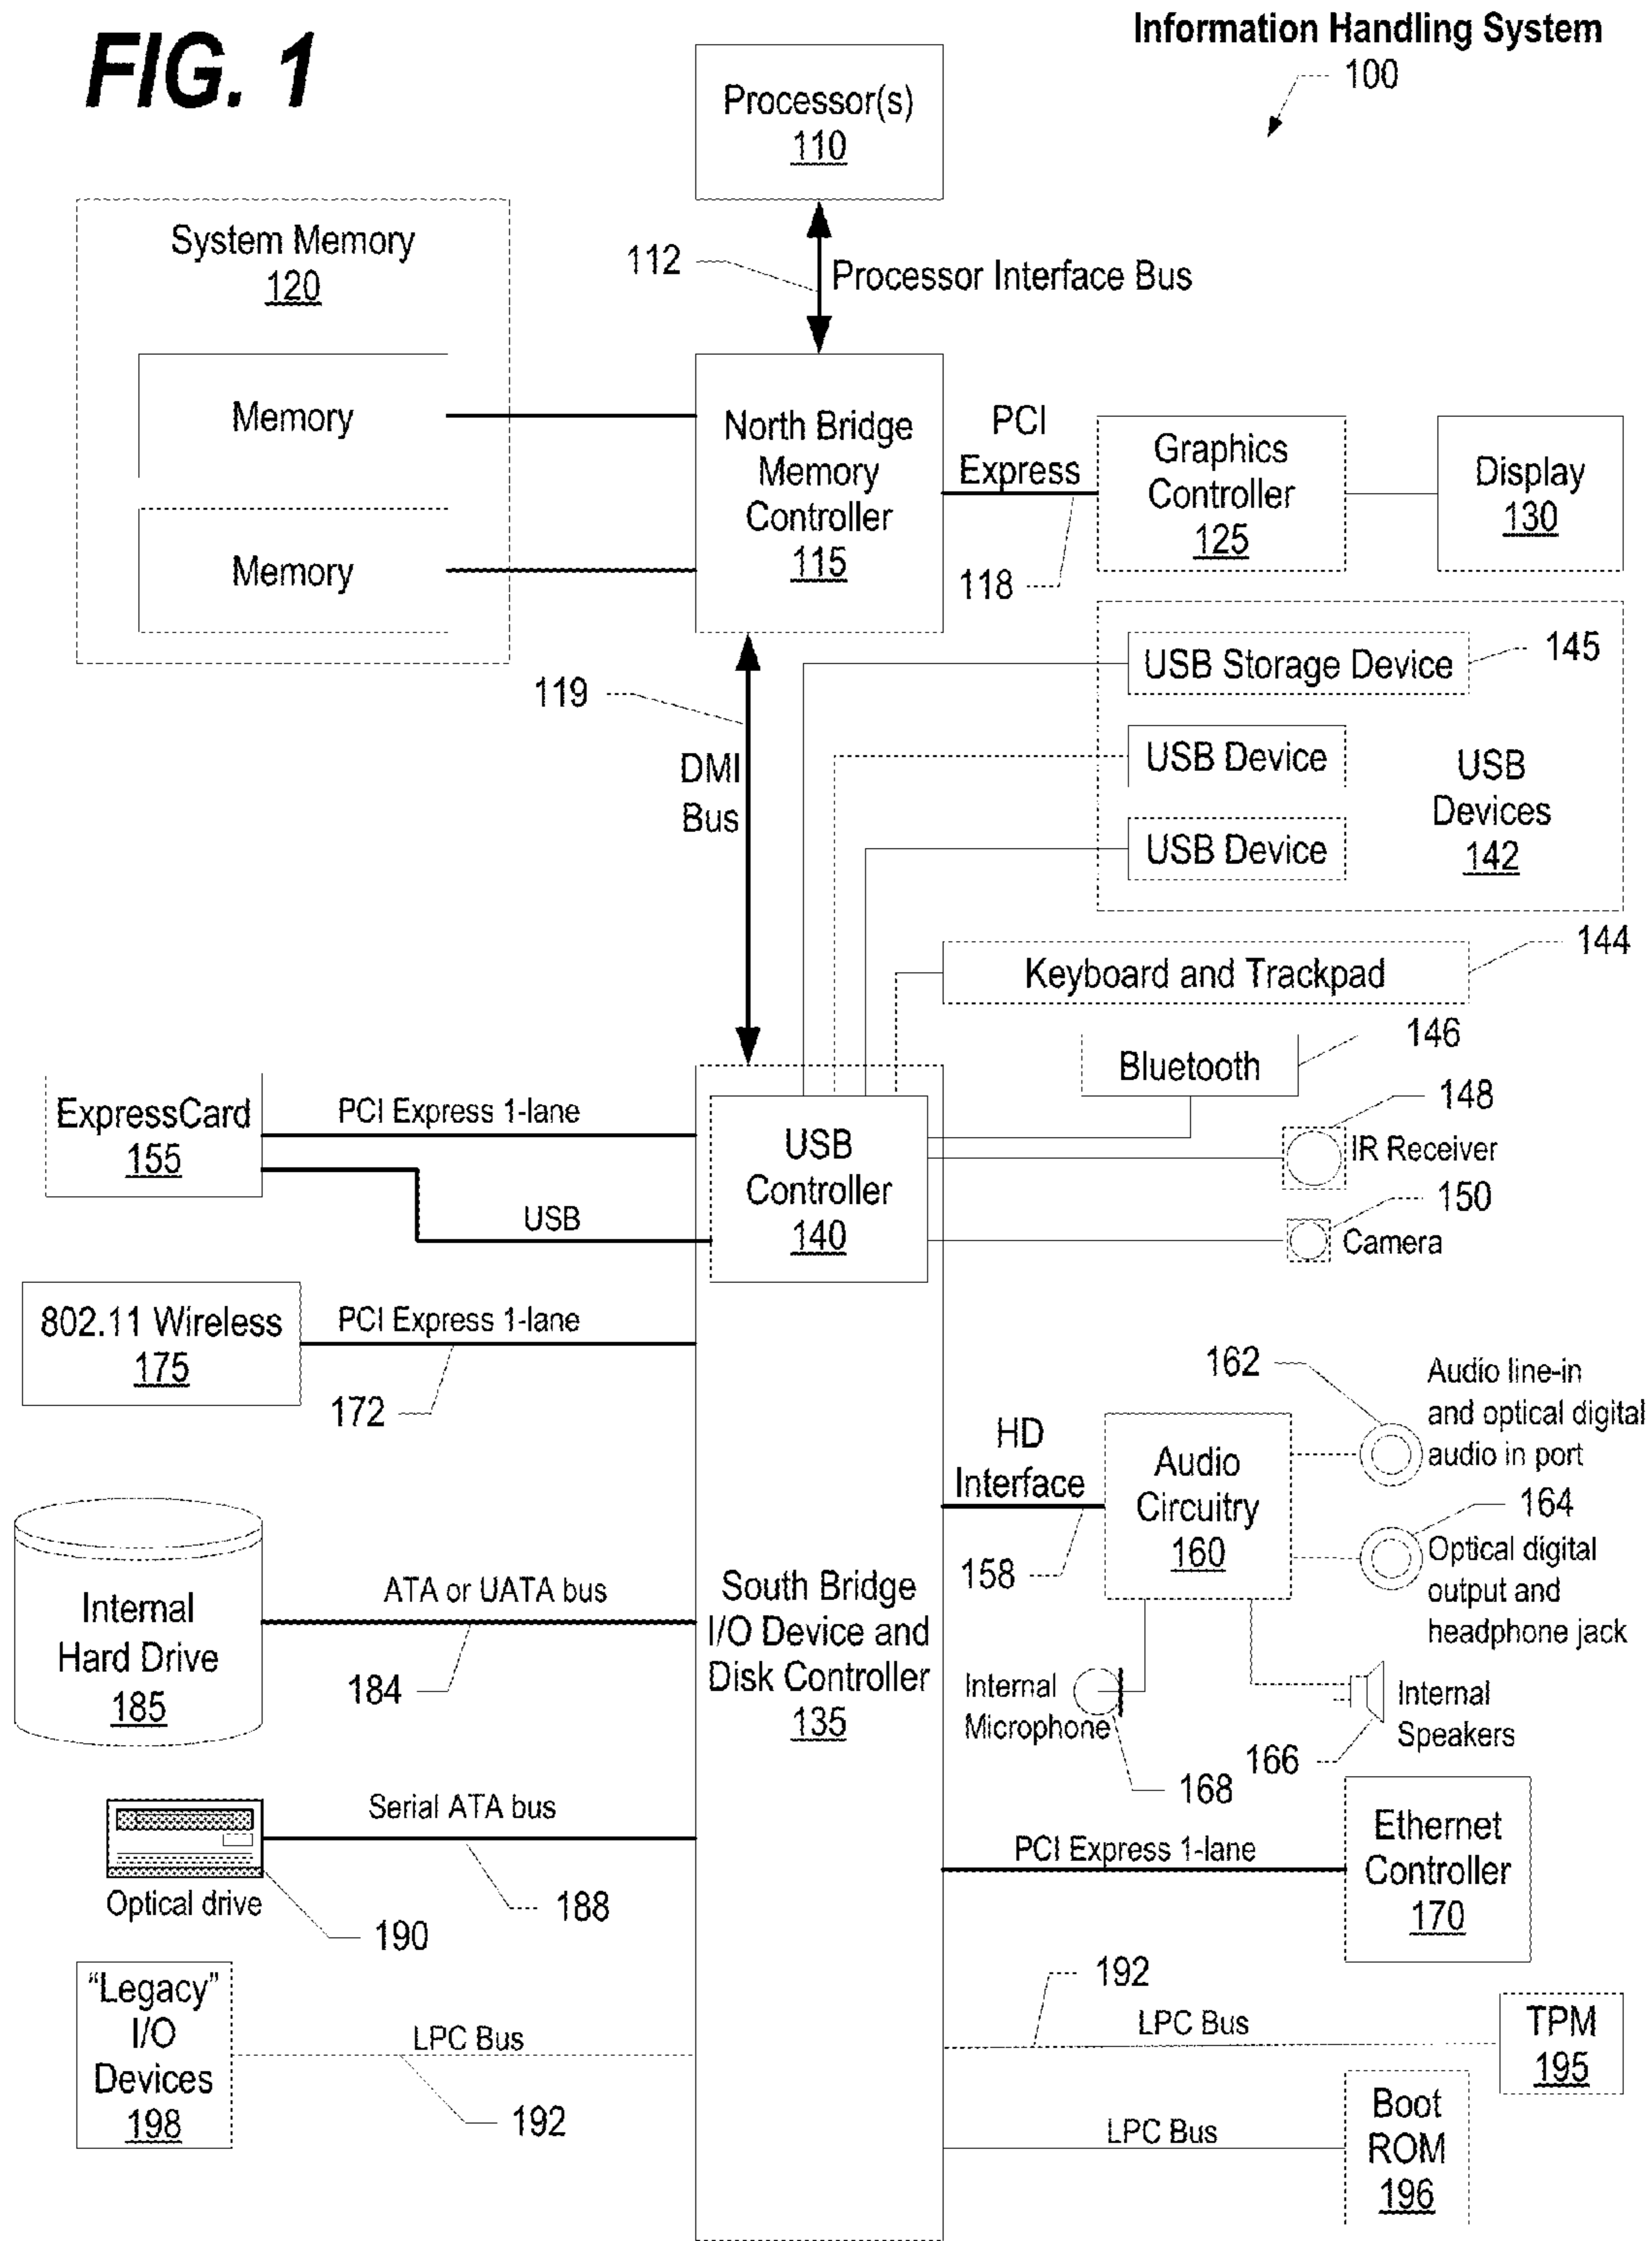 FIG. 1
Information Handling System
100
Processor(s)
110
System Memory
120
112
Processor Interface Bus
Memory
Memory
North Bridge
Memory
Controller
115
PCI
Express
118
Graphics
Controller
125
Display
130
119
DMI
Bus
USB Storage Device
145
USB Device
USB Device
USB
Devices
142
Keyboard and Trackpad
144
Bluetooth
146
148
IR Receiver
150
Camera
ExpressCard
155
PCI Express 1-lane
USB
USB
Controller
140
802.11 Wireless
175
PCI Express 1-lane
172
HD
Interface
158
Audio
Circuitry
160
162
Audio line-in
and optical digital
audio in port
164
Optical digital
output and
headphone jack
Internal
Hard Drive
185
ATA or UATA bus
184
South Bridge
I/O Device and
Disk Controller
135
Internal
Microphone
168
166
Internal
Speakers
Serial ATA bus
188
Optical drive
190
PCI Express 1-lane
Ethernet
Controller
170
“Legacy”
I/O
Devices
198
LPC Bus
192
192
LPC Bus
TPM
195
LPC Bus
Boot
ROM
196